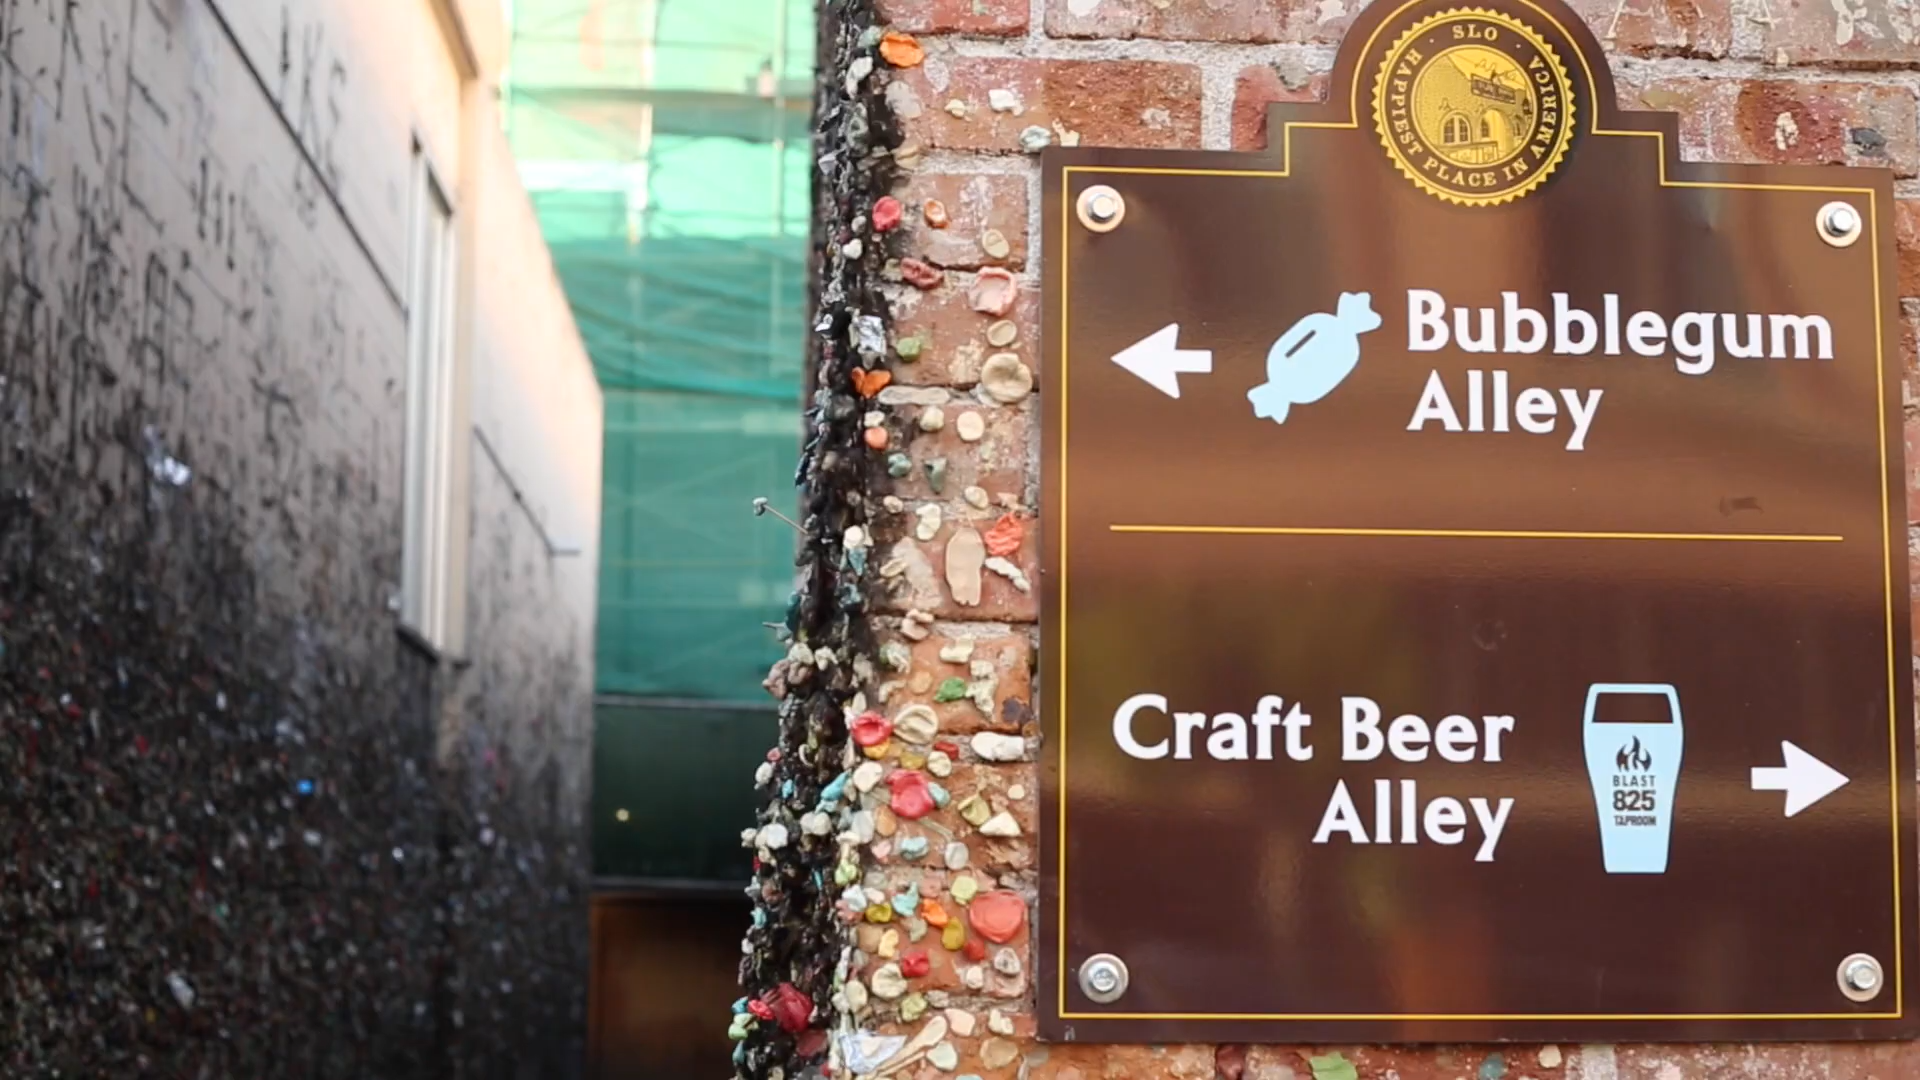 · SLO ·
HAPPIEST PLACE IN AMERICA
Bubblegum
Alley
Craft Beer
Alley
BLAST
825
TAPROOM